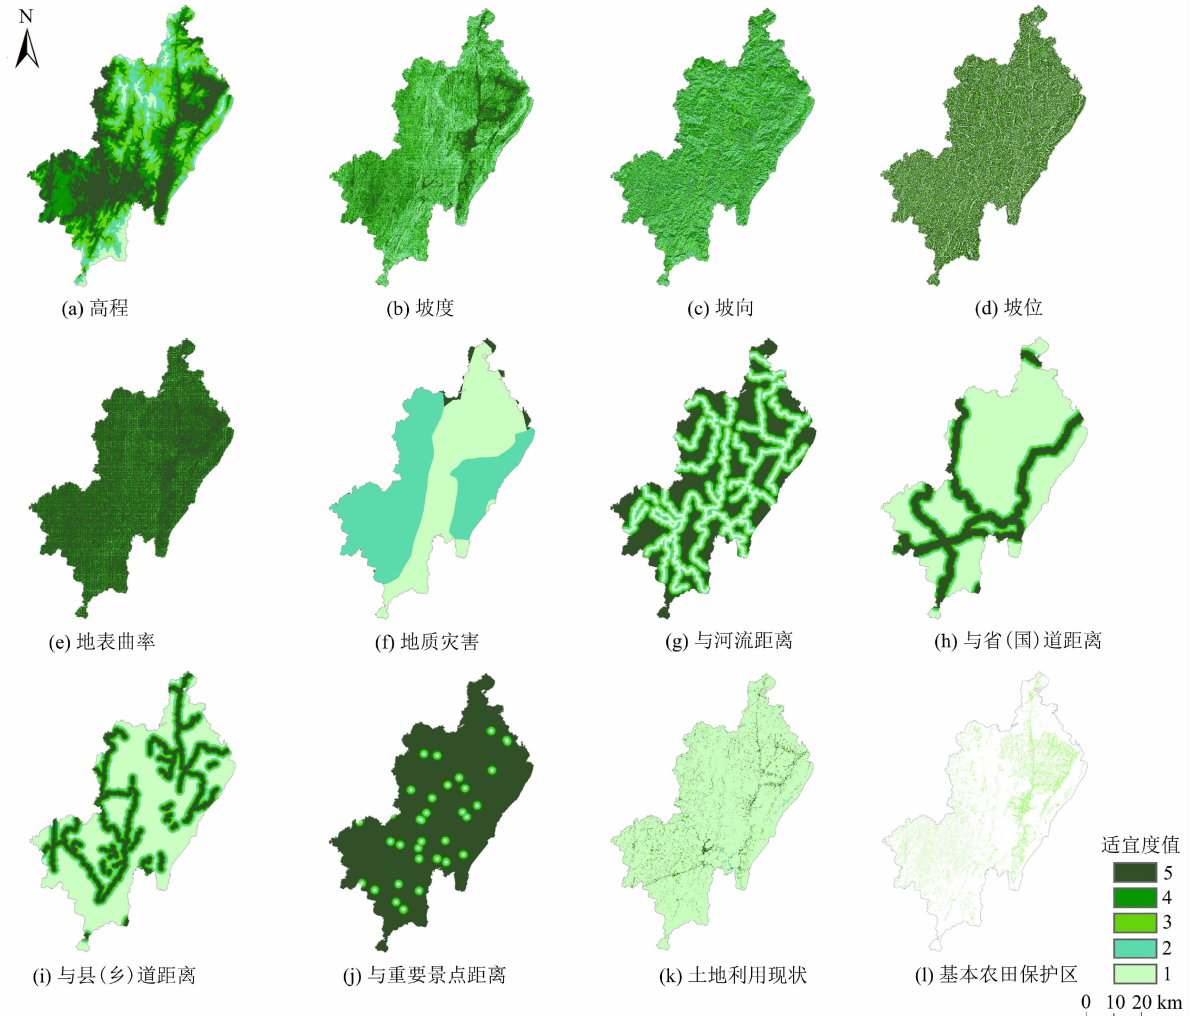 N
(a) 高程
(b) 坡度
(c) 坡向
(d) 坡位
(e) 地表曲率
(f) 地质灾害
(g) 与河流距离
(h) 与省(国)道距离
(i) 与县(乡)道距离
(j) 与重要景点距离
(k) 土地利用现状
(l) 基本农田保护区
适宜度值
5
4
3
2
1
0 10 20 km